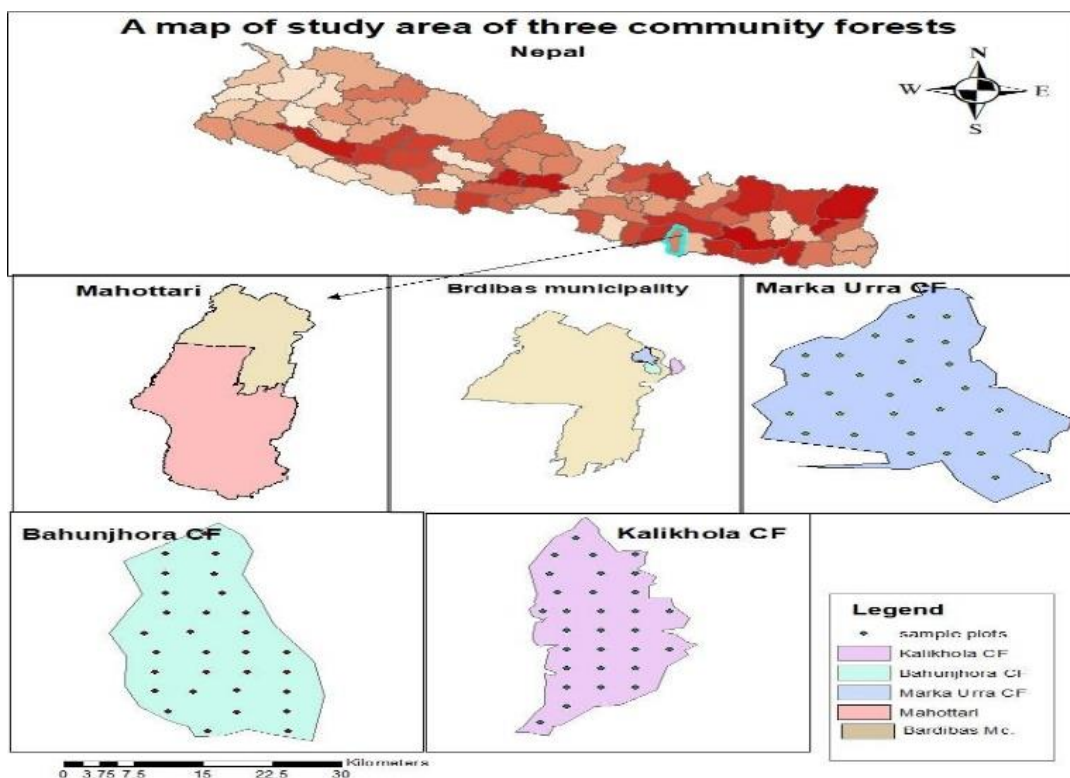 A map of study area of three community forests
Nepal
N
W E
S
Mahottari
Brdibas municipality
Marka Urra CF
Bahunjhora CF
Kalikhola CF
Legend
sample plots
Kalikhola CF
Bahunjhora CF
Marka Urra CF
Mahottari
Bardibas Mc.
Kilometers
0 3.75 7.5 15 22.5 30